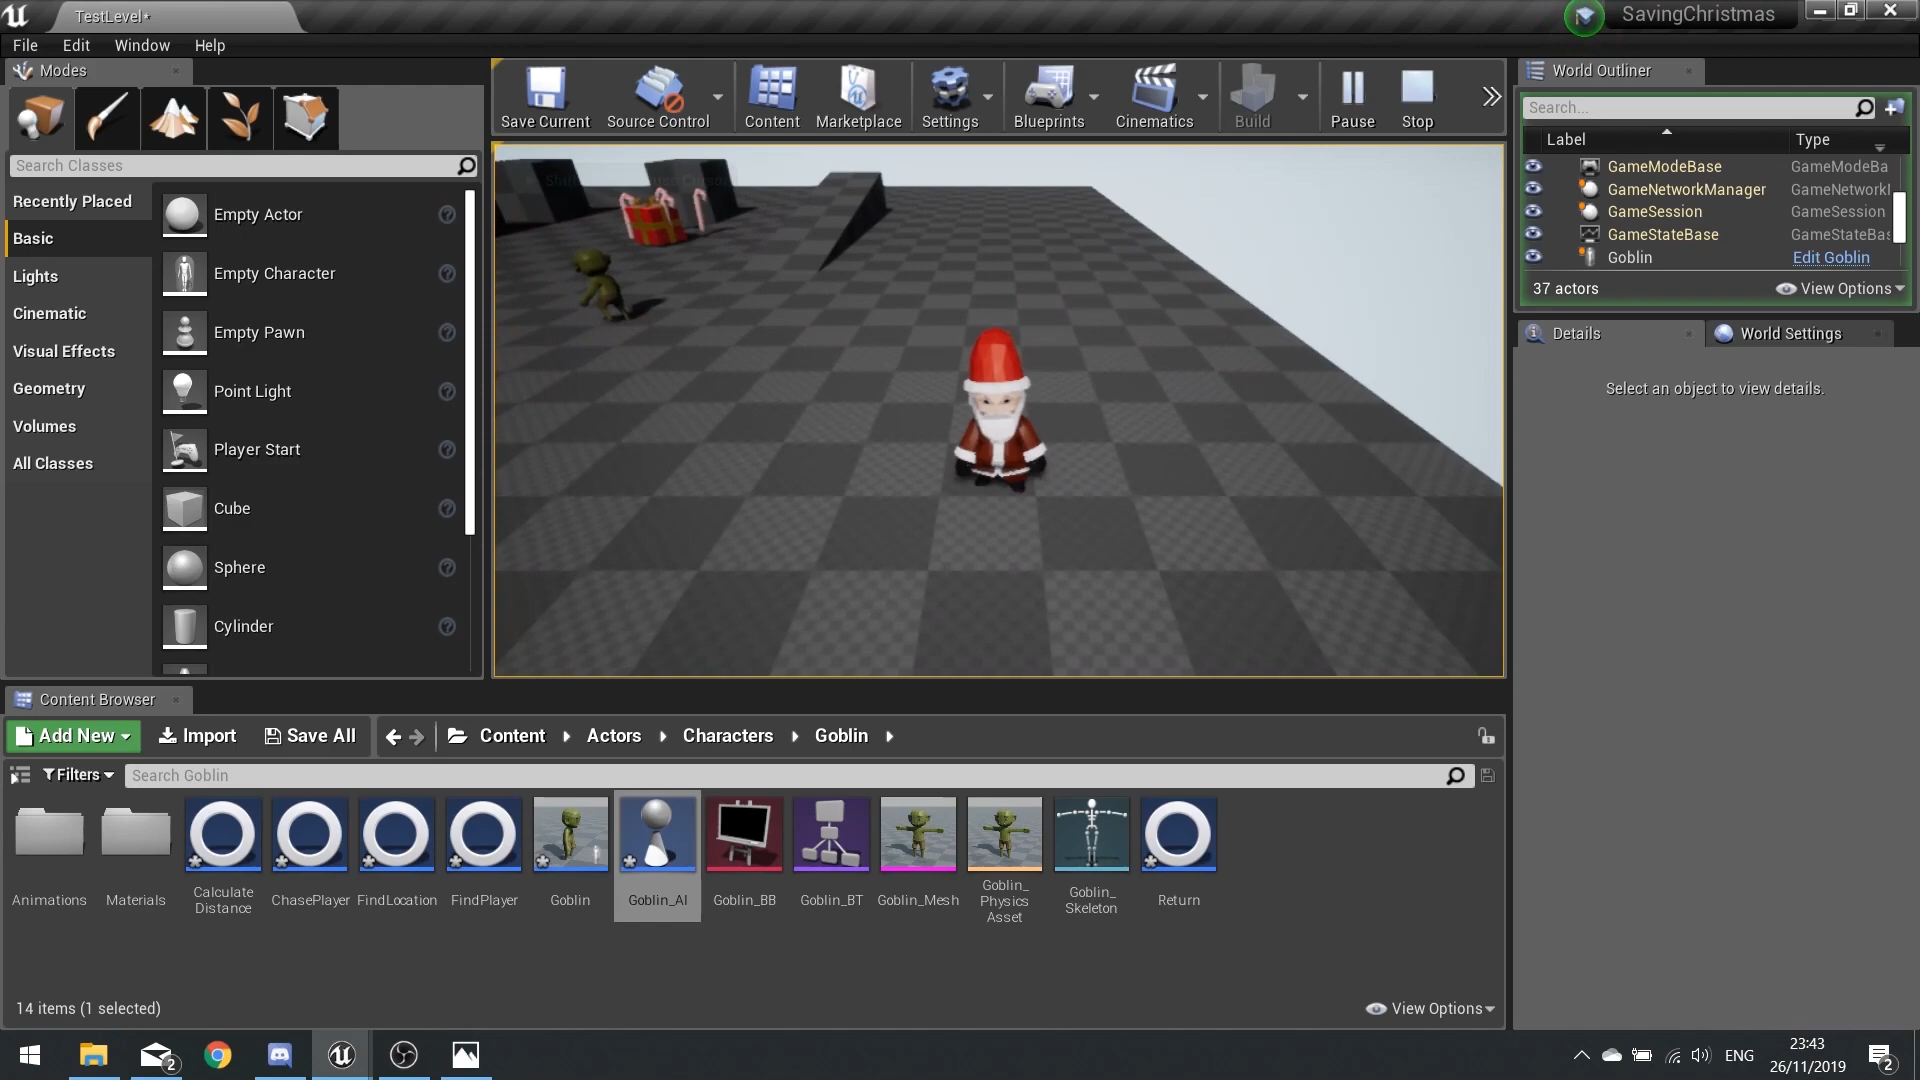 TestLevel*
SavingChristmas
File Edit Window Help
Modes
World Outliner
Save Current
Source Control
Content
Marketplace
Settings
Blueprints
Cinematics
Build
Pause
Stop
Search Classes
Recently Placed
Basic
Lights
Cinematic
Visual Effects
Geometry
Volumes
All Classes
Empty Actor
Empty Character
Empty Pawn
Point Light
Player Start
Cube
Sphere
Cylinder
Search...
Label Type
GameModeBase GameModeBa
GameNetworkManager GameNetworkI
GameSession GameSession
GameStateBase GameStateBas
Goblin Edit Goblin
37 actors View Options
Details
World Settings
Select an object to view details.
Content Browser
Add New Import Save All Content Actors Characters Goblin
Filters Search Goblin
Animations
Materials
Calculate
Distance
ChasePlayer
FindLocation
FindPlayer
Goblin
Goblin_AI
Goblin_BB
Goblin_BT
Goblin_Mesh
Goblin_
Physics
Asset
Goblin_
Skeleton
Return
14 items (1 selected)
View Options
2
ENG
23:43
26/11/2019
2